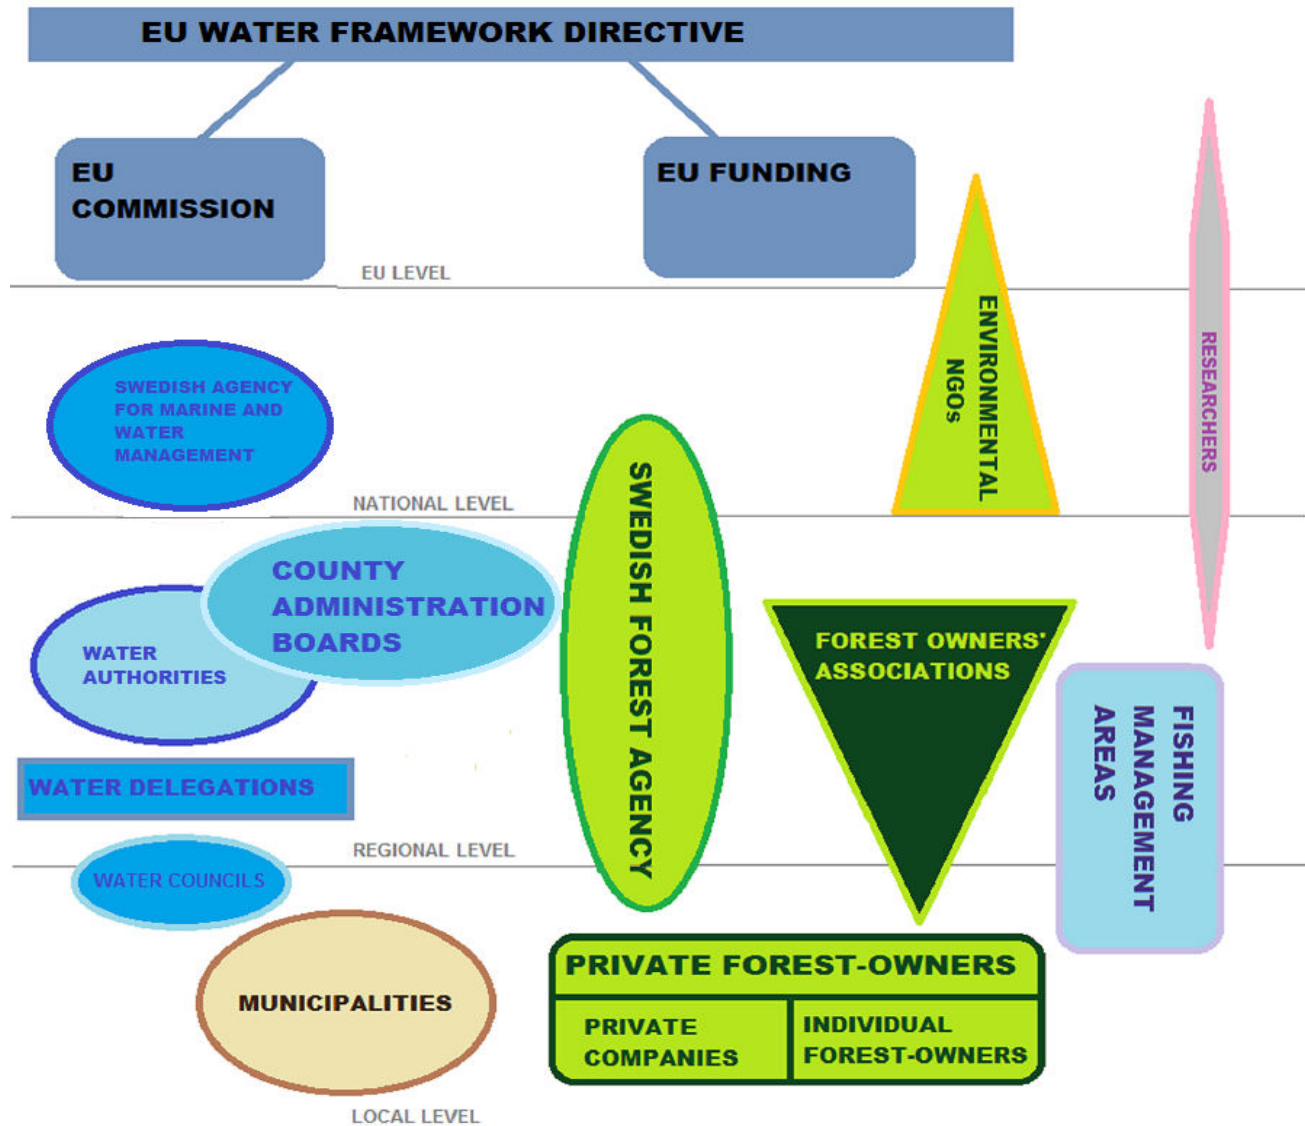 EU WATER FRAMEWORK DIRECTIVE
EU
COMMISSION
EU FUNDING
EU LEVEL
ENVIRONMENTAL
NGOs
RESEARCHERS
SWEDISH AGENCY
FOR MARINE AND
WATER
MANAGEMENT
NATIONAL LEVEL
SWEDISH FOREST AGENCY
COUNTY
ADMINISTRATION
BOARDS
WATER
AUTHORITIES
FOREST OWNERS'
ASSOCIATIONS
FISHING
MANAGEMENT
AREAS
WATER DELEGATIONS
REGIONAL LEVEL
WATER COUNCILS
MUNICIPALITIES
PRIVATE FOREST-OWNERS
PRIVATE
COMPANIES
INDIVIDUAL
FOREST-OWNERS
LOCAL LEVEL